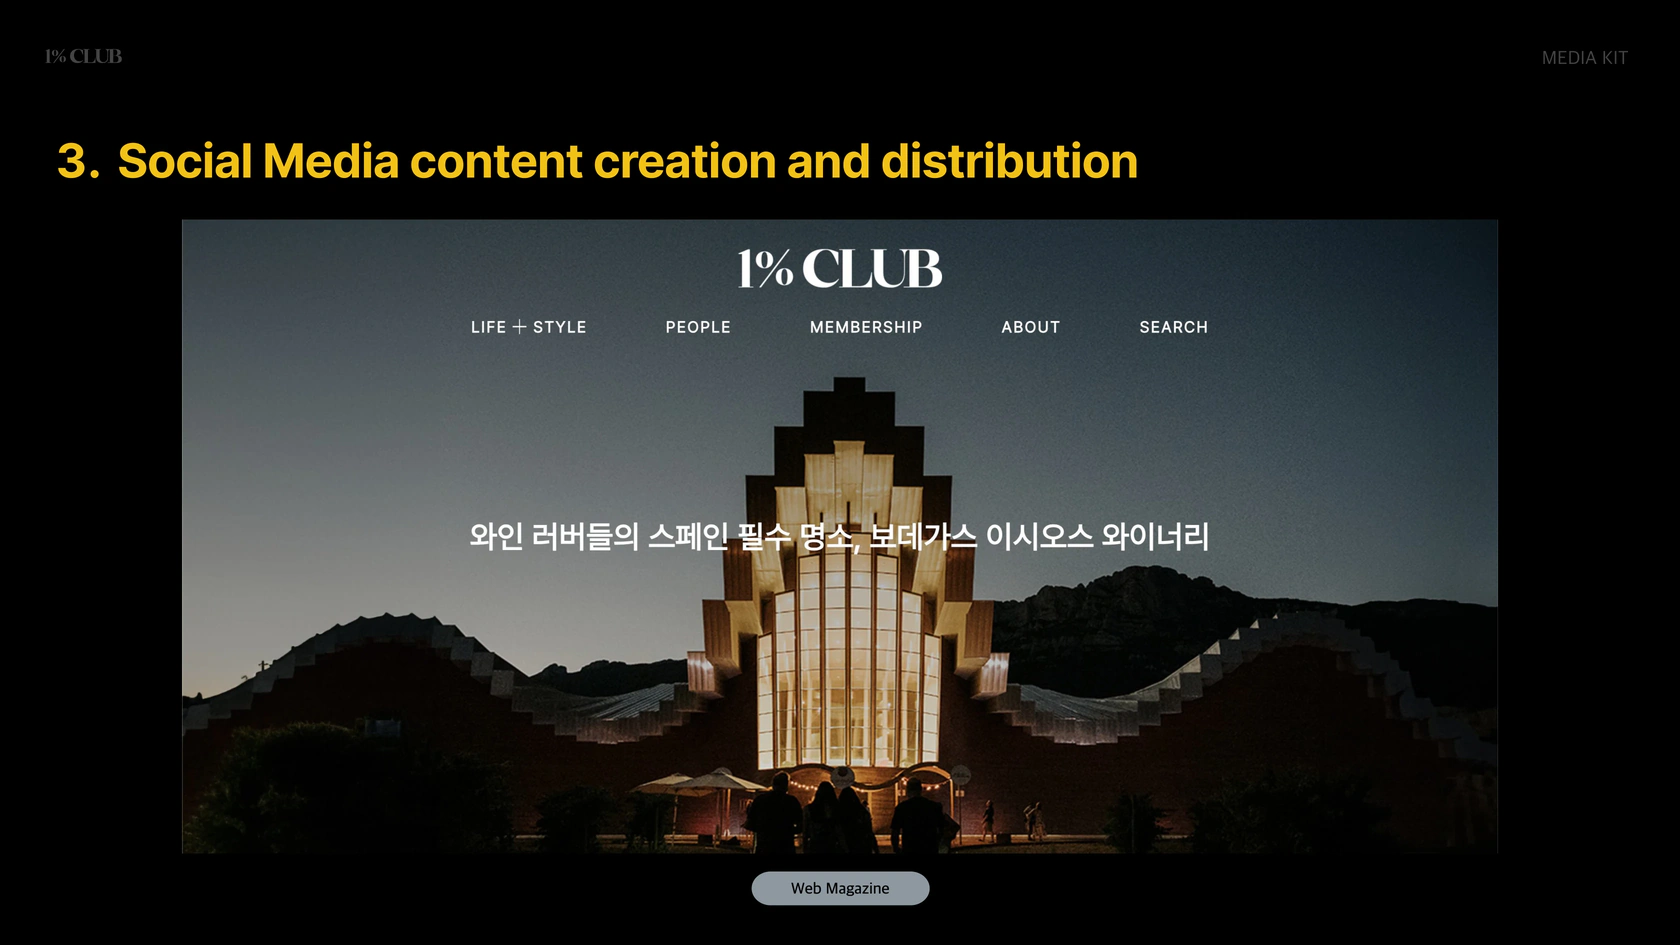 1% CLUB
MEDIA KIT
3. Social Media content creation and distribution
1% CLUB
LIFE + STYLE PEOPLE MEMBERSHIP ABOUT SEARCH
와인 러버들의 스페인 필수 명소, 보데가스 이시오스 와이너리
Web Magazine